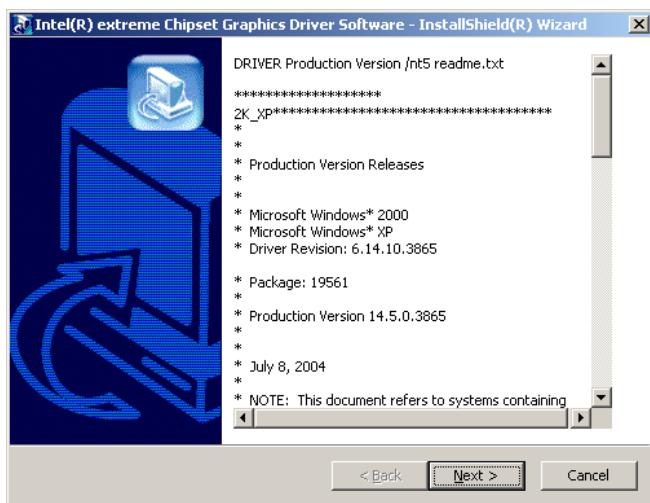 Intel(R) extreme Chipset Graphics Driver Software - InstallShield(R) Wizard
DRIVER Production Version /nt5 readme.txt
*******************
2K_XP************************************
*
*
* Production Version Releases
*
*
* Microsoft Windows* 2000
* Microsoft Windows* XP
* Driver Revision: 6.14.10.3865
* Package: 19561
*
* Production Version 14.5.0.3865
*
*
* July 8, 2004
*
* NOTE: This document refers to systems containing
< Back
Next >
Cancel